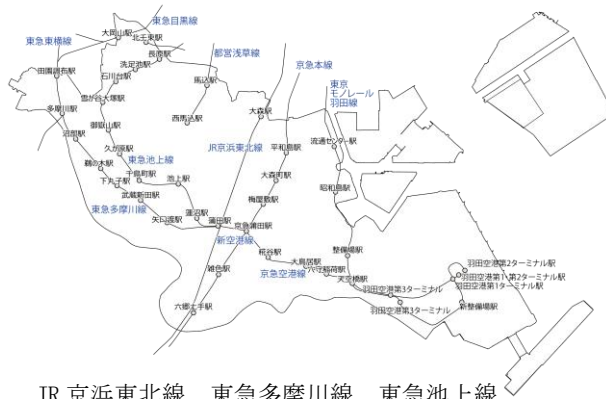 東急目黒線
大岡山駅
北千束駅
東急東横線
長原駅
都営浅草線
洗足池駅
京急本線
田園調布駅
石川台駅
馬込駅
東京
モノレール
羽田線
雪が谷大塚駅
多摩川駅
大森駅
西馬込駅
御嶽山駅
沼部駅
流通センター駅
JR京浜東北線
平和島駅
久が原駅
鵜の木駅
東急池上線
千鳥町駅
池上駅
大森町駅
下丸子駅
昭和島駅
武蔵新田駅
梅屋敷駅
東急多摩川線
蓮沼駅
矢口渡駅
蒲田駅
京急蒲田駅
新空港線
糀谷駅
整備場駅
大鳥居駅
羽田空港第2ターミナル駅
雑色駅
京急空港線
穴守稲荷駅
羽田空港第1・第2ターミナル駅
天空橋駅
羽田空港第1ターミナル駅
羽田空港第3ターミナル
六郷土手駅
羽田空港第3ターミナル
新整備場駅
JR 京浜東北線、東急多摩川線、東急池上線